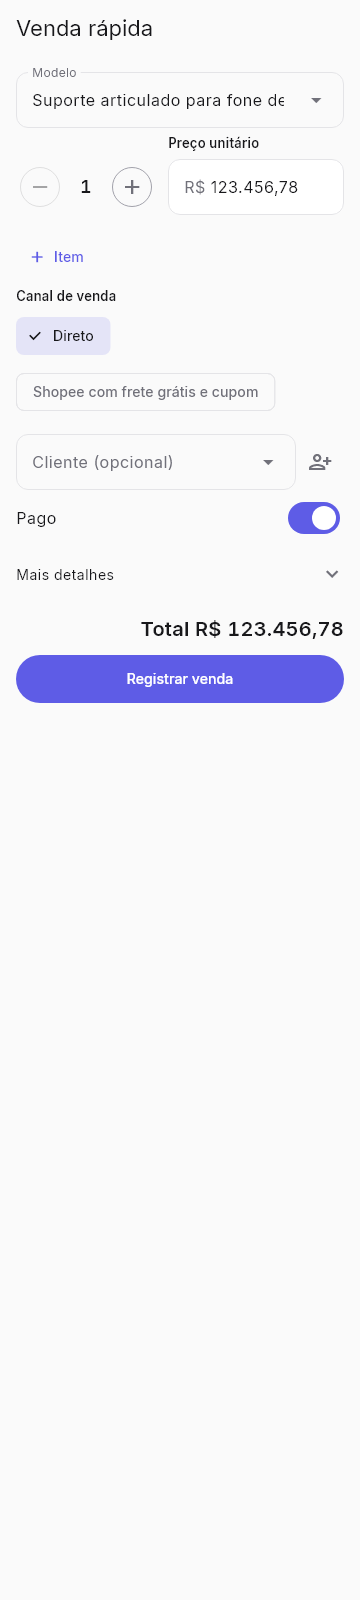 Venda rápida
Modelo
Suporte articulado para fone de
Preço unitário
1
R$ 123.456,78
Item
Canal de venda
Direto
Shopee com frete grátis e cupom
Cliente (opcional)
Pago
Mais detalhes
Total R$ 123.456,78
Registrar venda